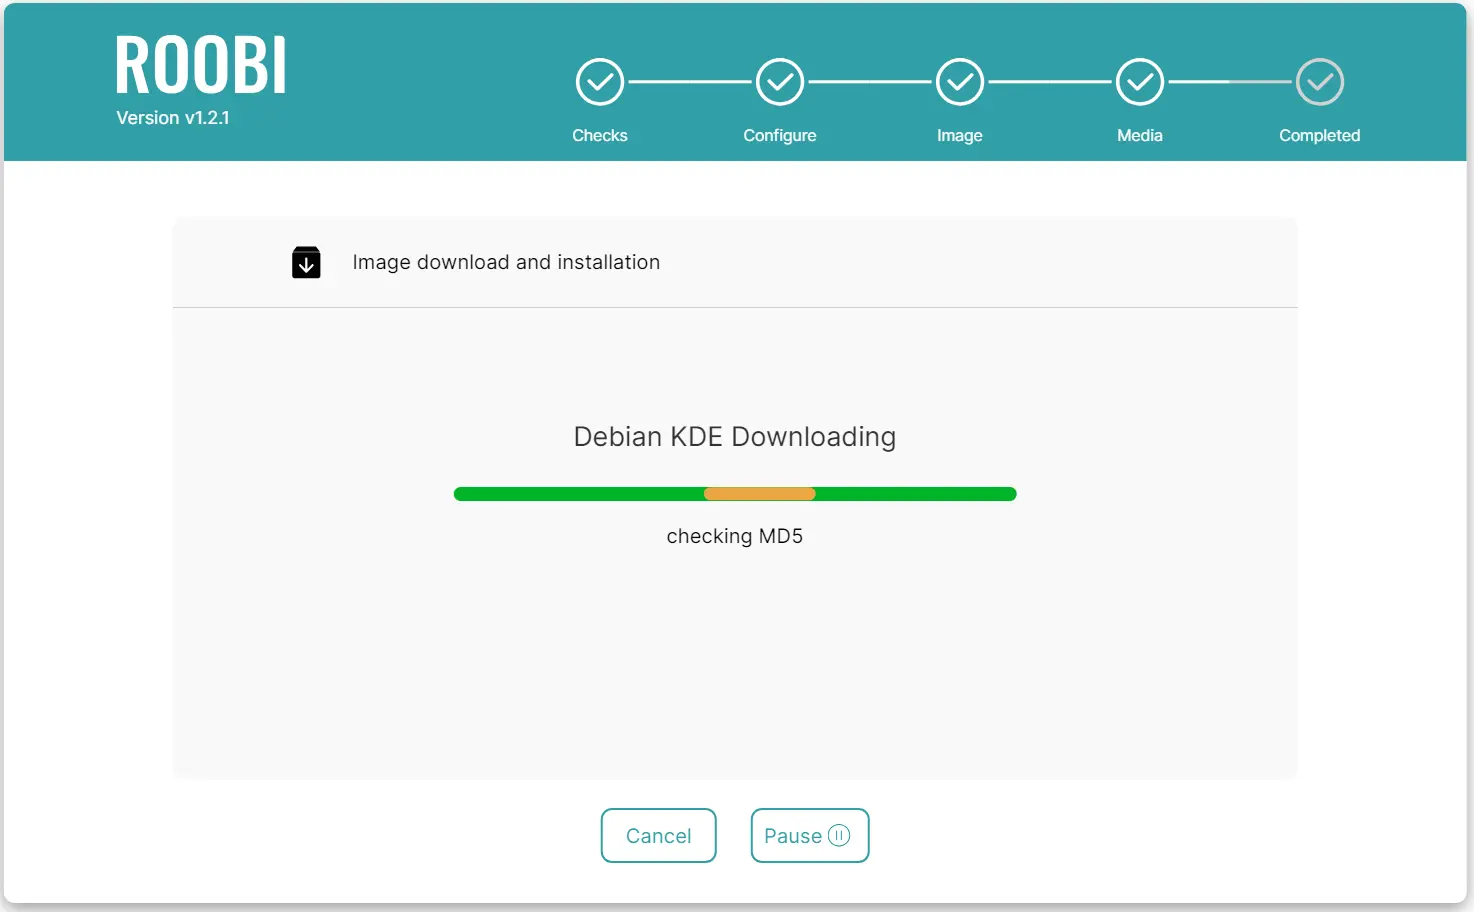 ROOBI
Version v1.2.1
Checks
Configure
Image
Media
Completed
Image download and installation
Debian KDE Downloading
checking MD5
Cancel
Pause